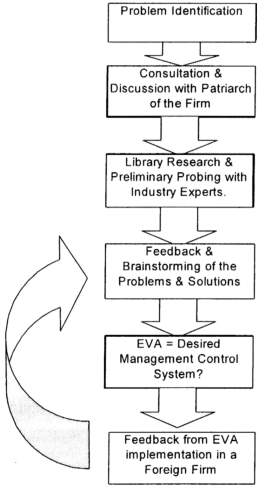 Problem Identification
Consultation &
Discussion with Patriarch
of the Firm
Library Research &
Preliminary Probing with
Industry Experts.
Feedback &
Brainstorming of the
Problems & Solutions
EVA = Desired
Management Control
System?
Feedback from EVA
implementation in a
Foreign Firm